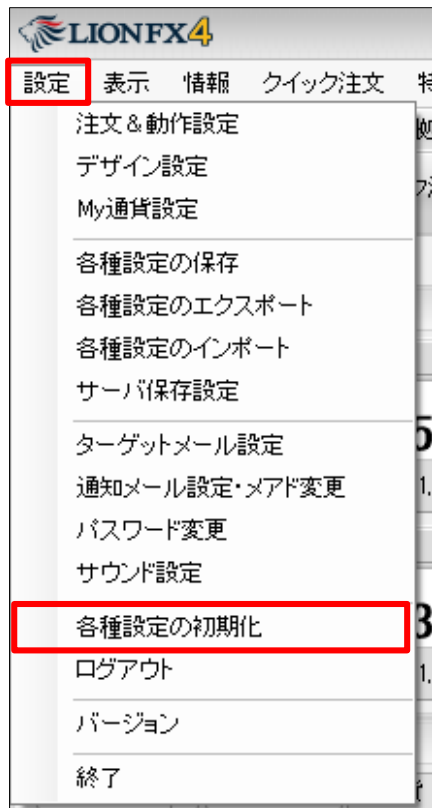 LION FX4
設定 表示 情報 クイック注文
注文&動作設定
デザイン設定
My通貨設定
各種設定の保存
各種設定のエクスポート
各種設定のインポート
サーバ保存設定
ターゲットメール設定
通知メール設定・メアド変更
パスワード変更
サウンド設定
各種設定の初期化
ログアウト
バージョン
終了